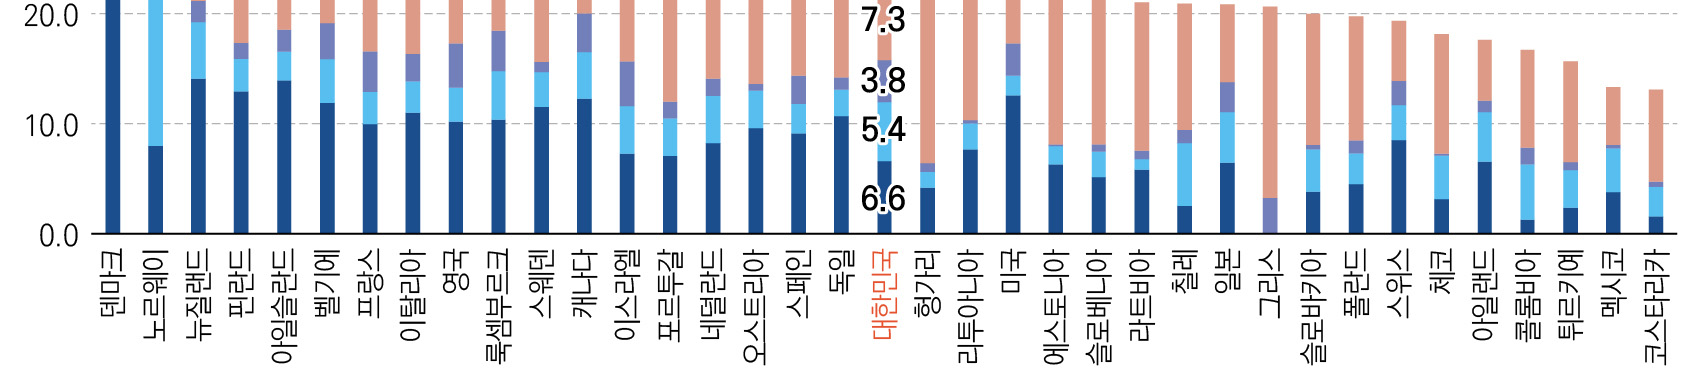 20.0
7.3
3.8
10.0
5.4
6.6
0.0
덴마크
노르웨이
뉴질랜드
핀란드
아일슬란드
벨기에
프랑스
이탈리아
영국
룩셈부르크
스웨덴
캐나다
이스라엘
포르투갈
네덜란드
오스트리아
스페인
독일
대한민국
헝가리
리투아니아
미국
에스토니아
슬로베니아
라트비아
칠레
일본
그리스
슬로바키아
폴란드
스위스
체코
아일랜드
콜롬비아
튀르키예
멕시코
코스타리카